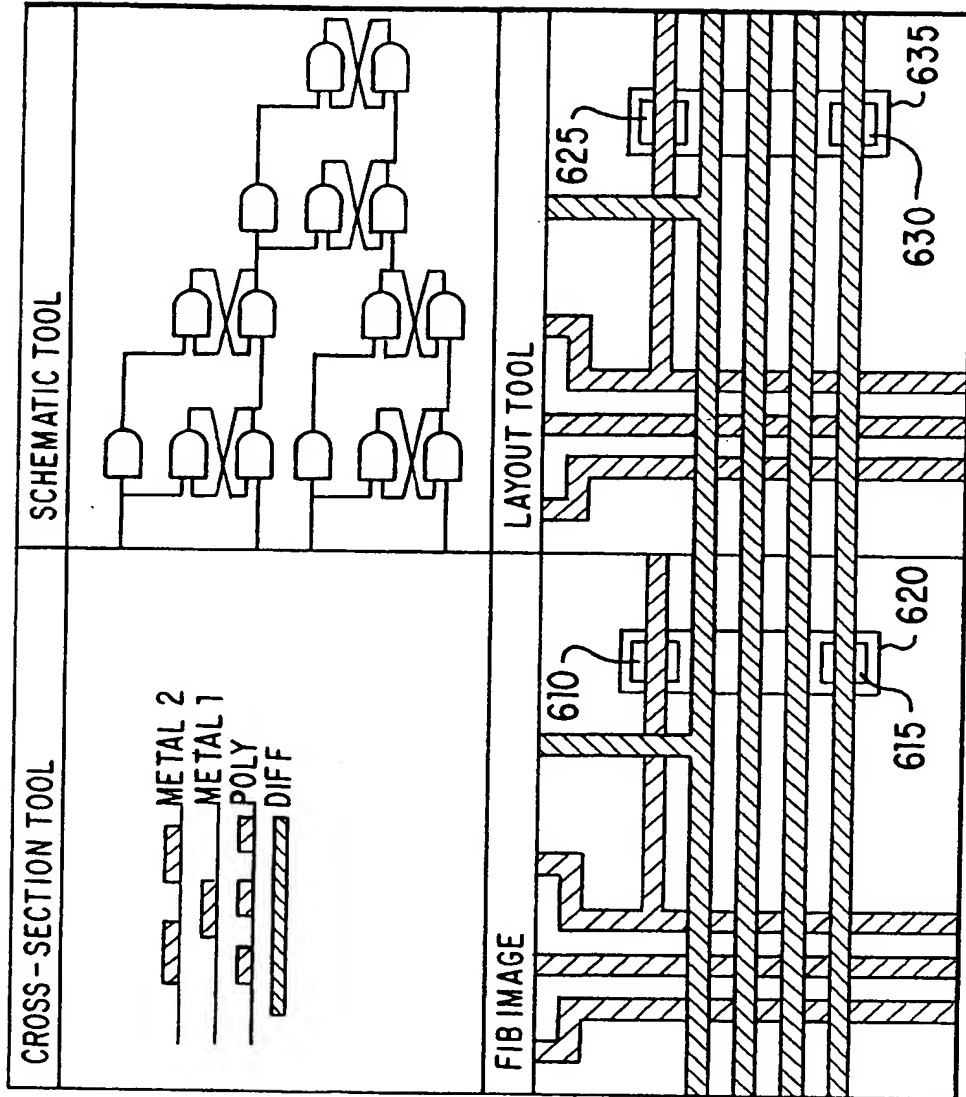 CROSS-SECTION TOOL
METAL 2
METAL 1
POLY
DIFF
SCHEMATIC TOOL
FIB IMAGE
610
615
620
LAYOUT TOOL
625
630
635